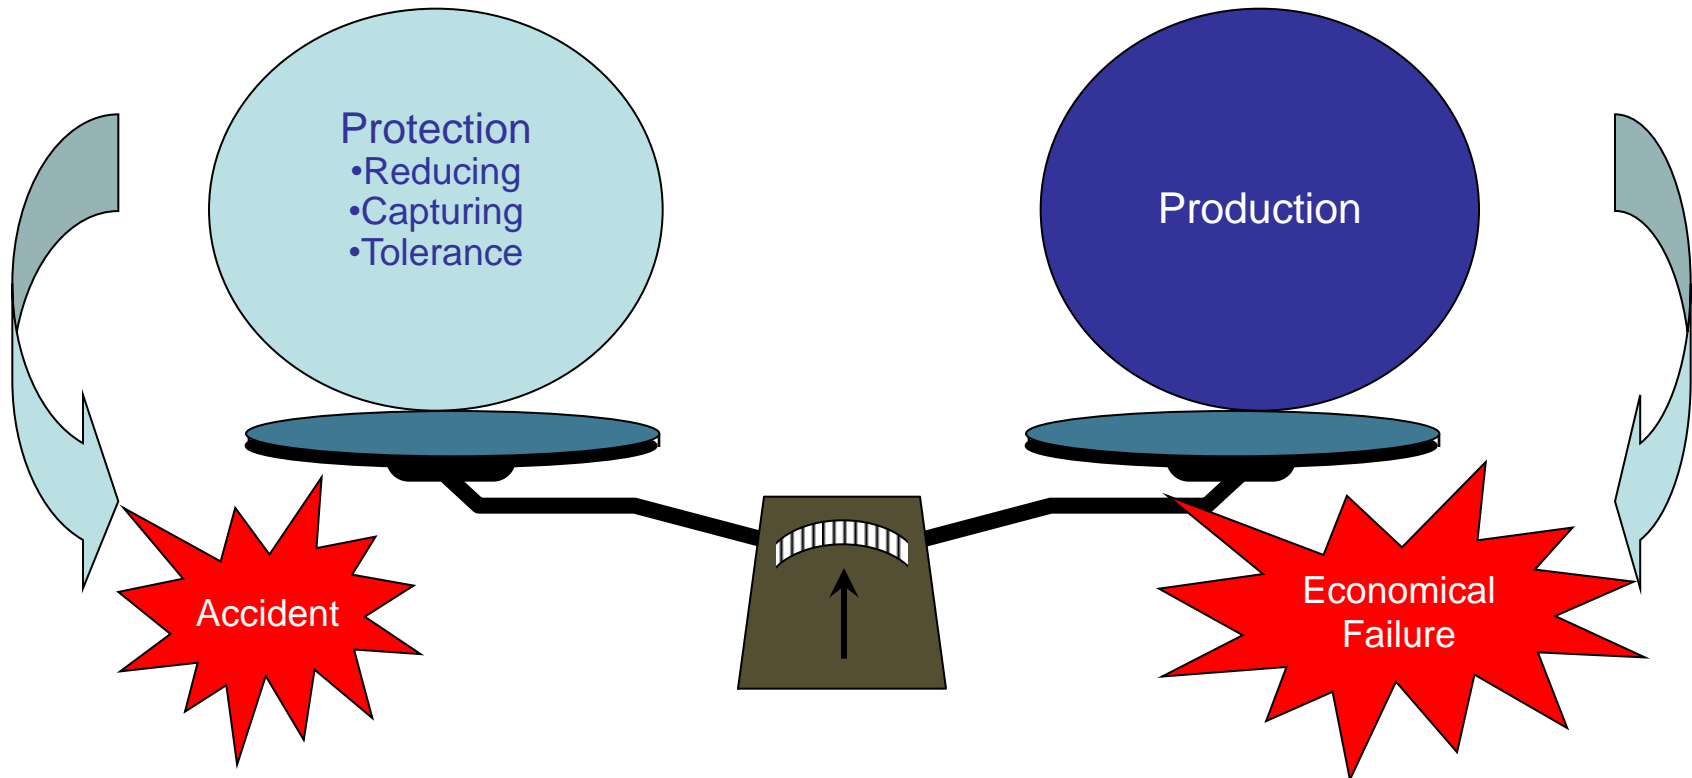 Protection
•Reducing
•Capturing
•Tolerance
Production
Accident
Economical
Failure